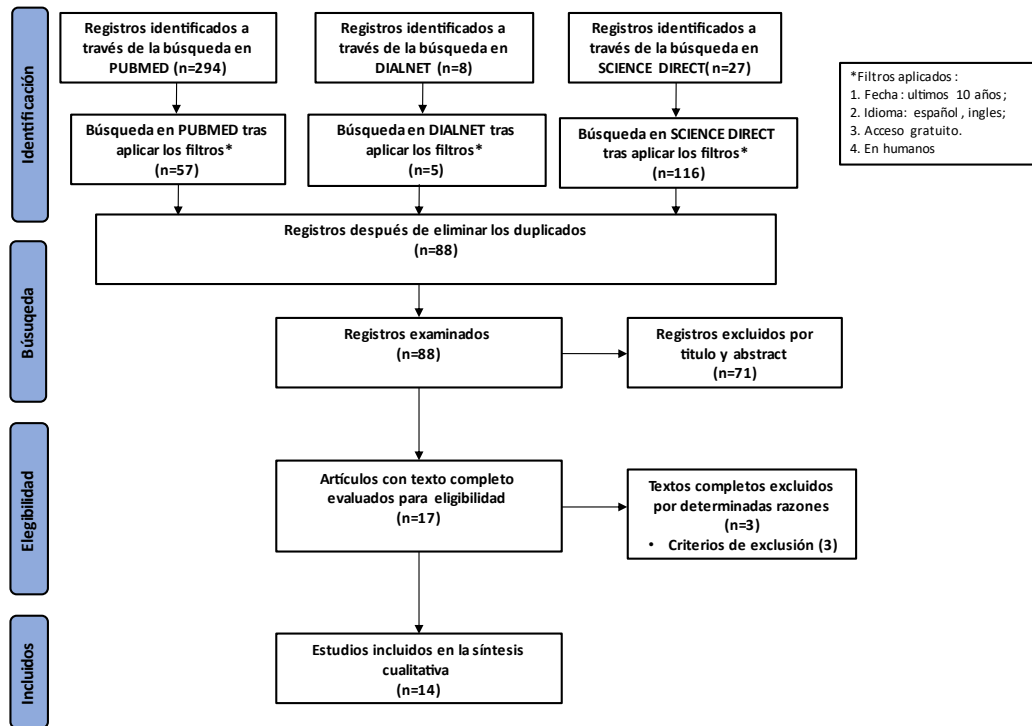 Identificación
Registros identificados a
través de la búsqueda en
PUBMED (n=294)
Registros identificados a
través de la búsqueda en
DIALNET (n=8)
Registros identificados a
través de la búsqueda en
SCIENCE DIRECT(n=27)
*Filtros aplicados :
1. Fecha : ultimos 10 años;
2. Idioma: español , ingles;
3. Acceso gratuito.
4. En humanos
Búsqueda en PUBMED tras
aplicar los filtros*
(n=57)
Búsqueda en DIALNET tras
aplicar los filtros*
(n=5)
Búsqueda en SCIENCE DIRECT
tras aplicar los filtros*
(n=116)
Registros después de eliminar los duplicados
(n=88)
Búsuqeda
Registros examinados
(n=88)
Registros excluidos por
titulo y abstract
(n=71)
Elegibilidad
Artículos con texto completo
evaluados para eligibilidad
(n=17)
Textos completos excluidos
por determinadas razones
(n=3)
• Criterios de exclusión (3)
Incluidos
Estudios incluidos en la síntesis
cualitativa
(n=14)